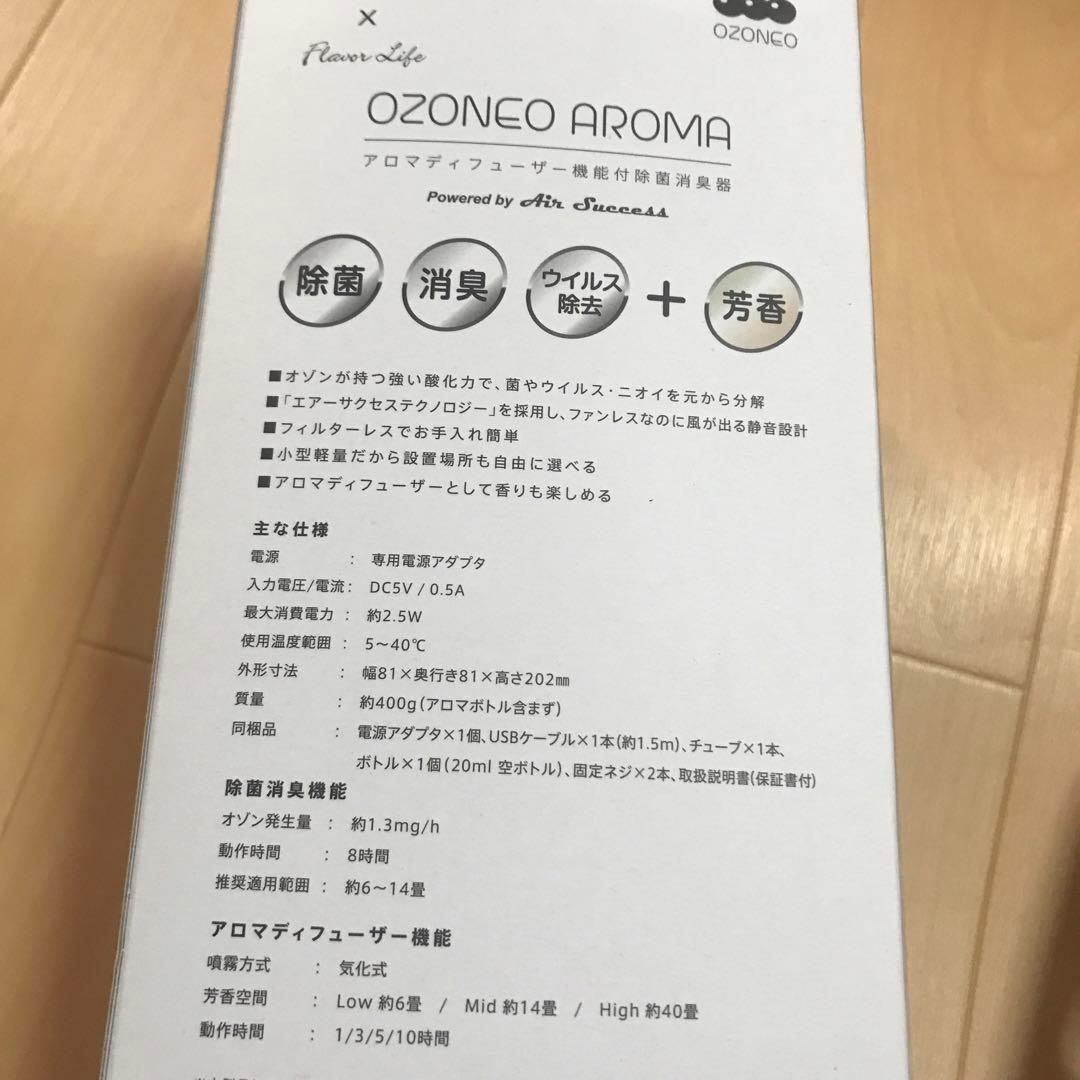 ×
Flavor Life
OZONEO
OZONEO AROMA
アロマディフューザー機能付除菌消臭器
Powered by Air Success
除菌
消臭
ウイルス
除去
+
芳香
■オゾンが持つ強い酸化力で、菌やウイルス・ニオイを元から分解
■「エアーサクセステクノロジー」を採用し、ファンレスなのに風が出る静音設計
■フィルターレスでお手入れ簡単
■小型軽量だから設置場所も自由に選べる
■アロマディフューザーとして香りも楽しめる
主な仕様
電源 : 専用電源アダプタ
入力電圧/電流 : DC5V / 0.5A
最大消費電力 : 約2.5W
使用温度範囲 : 5～40℃
外形寸法 : 幅81×奥行き81×高さ202㎜
質量 : 約400g(アロマボトル含まず)
同梱品 : 電源アダプタ×1個、USBケーブル×1本(約1.5m)、チューブ×1本、
ボトル×1個(20ml 空ボトル)、固定ネジ×2本、取扱説明書(保証書付)
除菌消臭機能
オゾン発生量 : 約1.3mg/h
動作時間 : 8時間
推奨適用範囲 : 約6～14畳
アロマディフューザー機能
噴霧方式 : 気化式
芳香空間 : Low 約6畳 / Mid 約14畳 / High 約40畳
動作時間 : 1/3/5/10時間